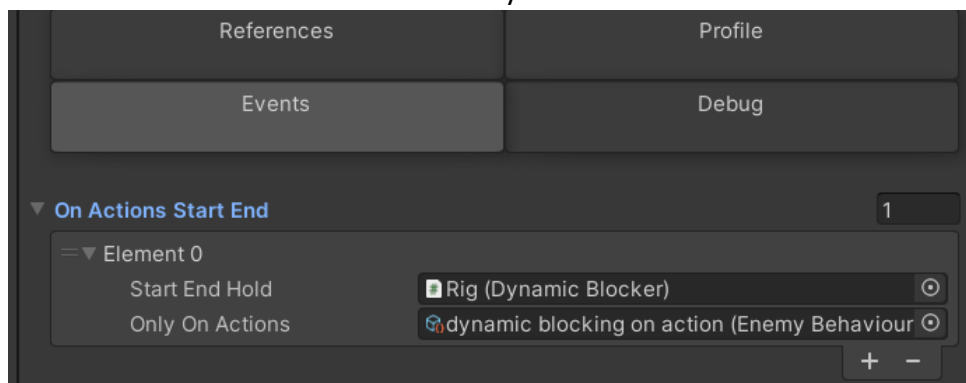 References Profile
Events Debug
On Actions Start End 1
Element 0
Start End Hold Rig (Dynamic Blocker)
Only On Actions dynamic blocking on action (Enemy Behaviour
+ −